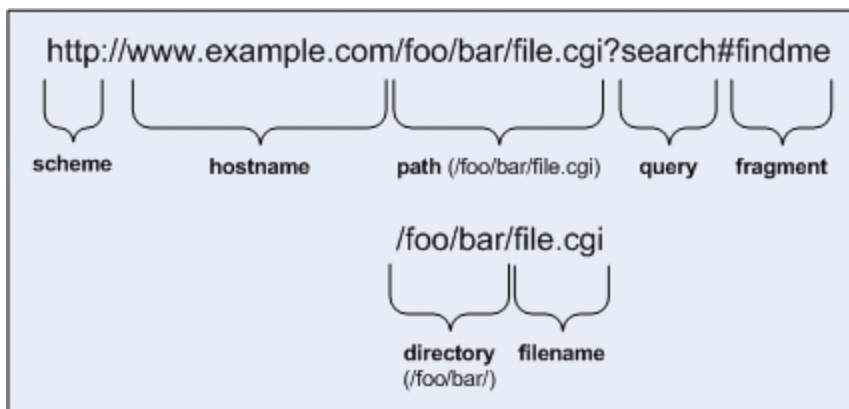 http://www.example.com/foo/bar/file.cgi?search#findme
scheme hostname path (/foo/bar/file.cgi) query fragment
/foo/bar/file.cgi
directory filename
(/foo/bar/)